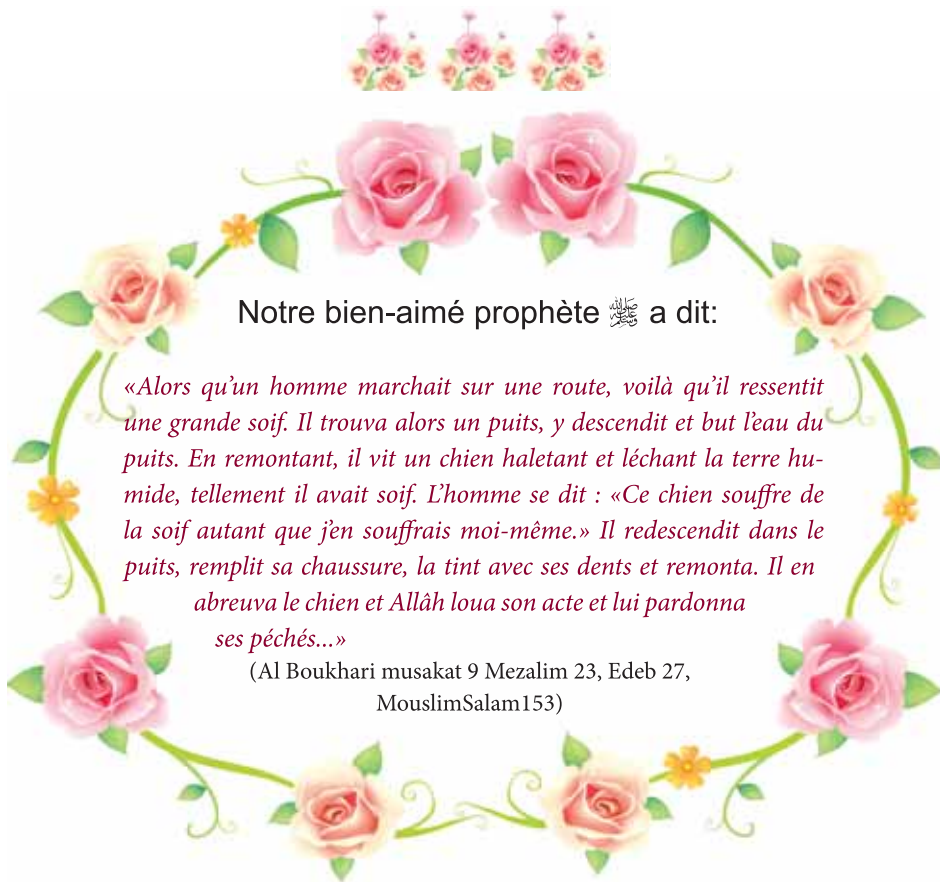 Notre bien-aimé prophète ﷺ a dit:
«Alors qu’un homme marchait sur une route, voilà qu’il ressentit
une grande soif. Il trouva alors un puits, y descendit et but l’eau du
puits. En remontant, il vit un chien haletant et léchant la terre hu-
mide, tellement il avait soif. L’homme se dit : «Ce chien souffre de
la soif autant que j’en souffrais moi-même.» Il redescendit dans le
puits, remplit sa chaussure, la tint avec ses dents et remonta. Il en
abreuva le chien et Allâh loua son acte et lui pardonna
ses péchés...»
(Al Boukhari musakat 9 Mezalim 23, Edeb 27,
MouslimSalam153)